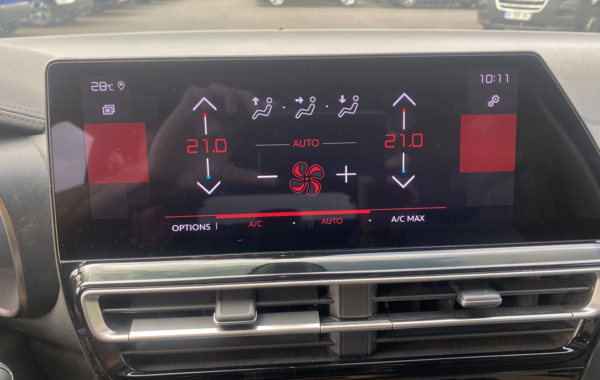 28°C 10:11
21.0 21.0
AUTO
OPTIONS A/C AUTO A/C MAX